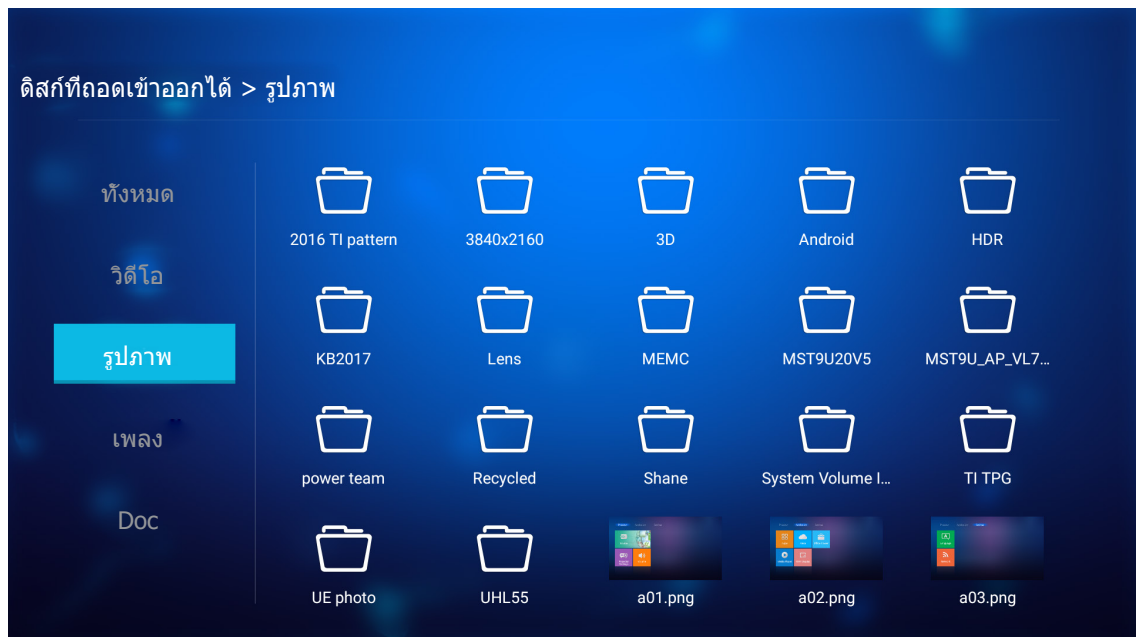 ดิสก์ที่ถอดเข้าออกได้ > รูปภาพ
ทั้งหมด
วิดีโอ
รูปภาพ
เพลง
Doc
2016 TI pattern
3840x2160
3D
Android
HDR
KB2017
Lens
MEMC
MST9U20V5
MST9U_AP_VL7...
power team
Recycled
Shane
System Volume I...
TI TPG
UE photo
UHL55
a01.png
a02.png
a03.png